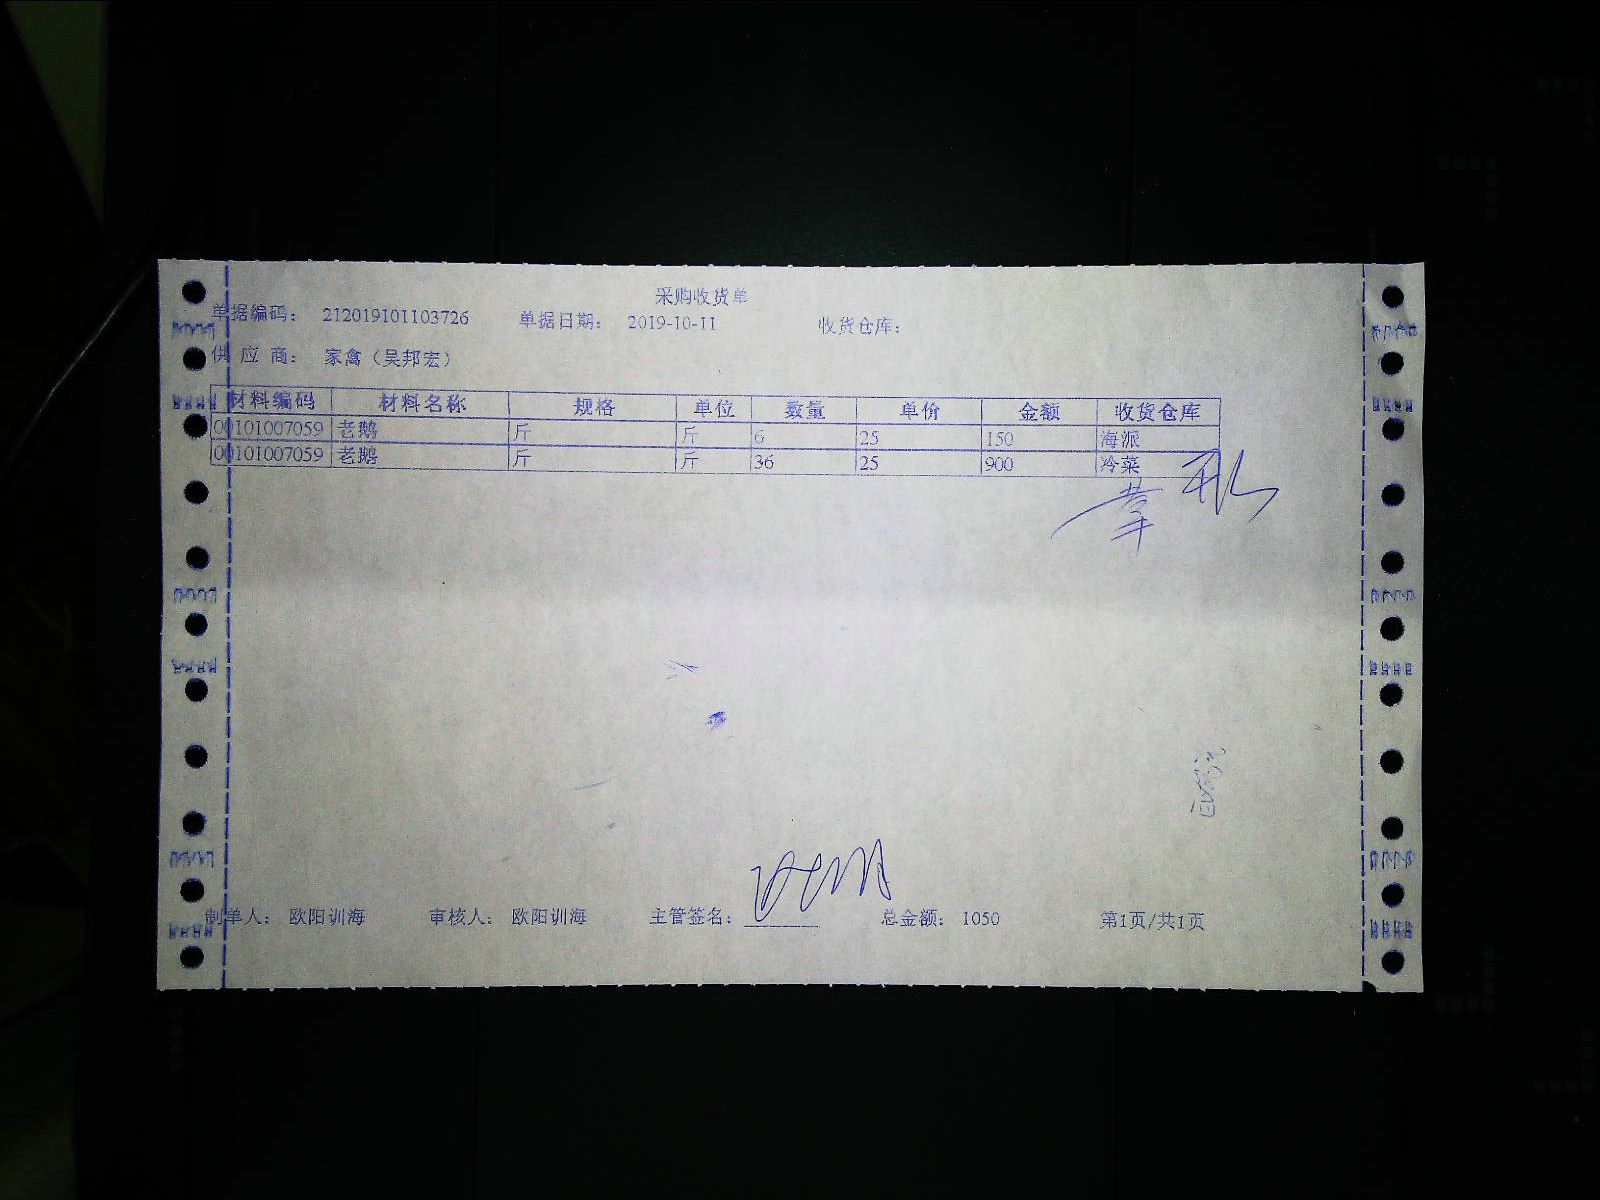 采购收货单
单据编码： 212019101103726 单据日期： 2019-10-11 收货仓库：
供 应 商： 家禽（吴邦宏）
材料编码 材料名称 规格 单位 数量 单价 金额 收货仓库
00101007059 老鹅 斤 斤 6 25 150 海派
00101007059 老鹅 斤 斤 36 25 900 冷菜
制单人： 欧阳训海 审核人： 欧阳训海 主管签名： 总金额： 1050 第1页/共1页